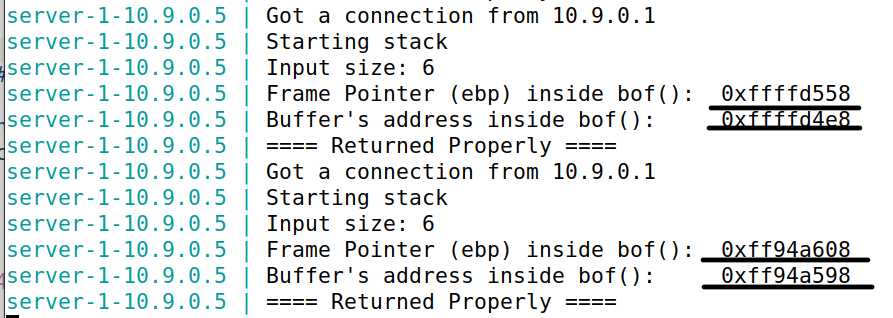 server-1-10.9.0.5 | Got a connection from 10.9.0.1
server-1-10.9.0.5 | Starting stack
server-1-10.9.0.5 | Input size: 6
server-1-10.9.0.5 | Frame Pointer (ebp) inside bof():  0xffffd558
server-1-10.9.0.5 | Buffer's address inside bof():     0xffffd4e8
server-1-10.9.0.5 | ==== Returned Properly ====
server-1-10.9.0.5 | Got a connection from 10.9.0.1
server-1-10.9.0.5 | Starting stack
server-1-10.9.0.5 | Input size: 6
server-1-10.9.0.5 | Frame Pointer (ebp) inside bof():  0xff94a608
server-1-10.9.0.5 | Buffer's address inside bof():     0xff94a598
server-1-10.9.0.5 | ==== Returned Properly ====